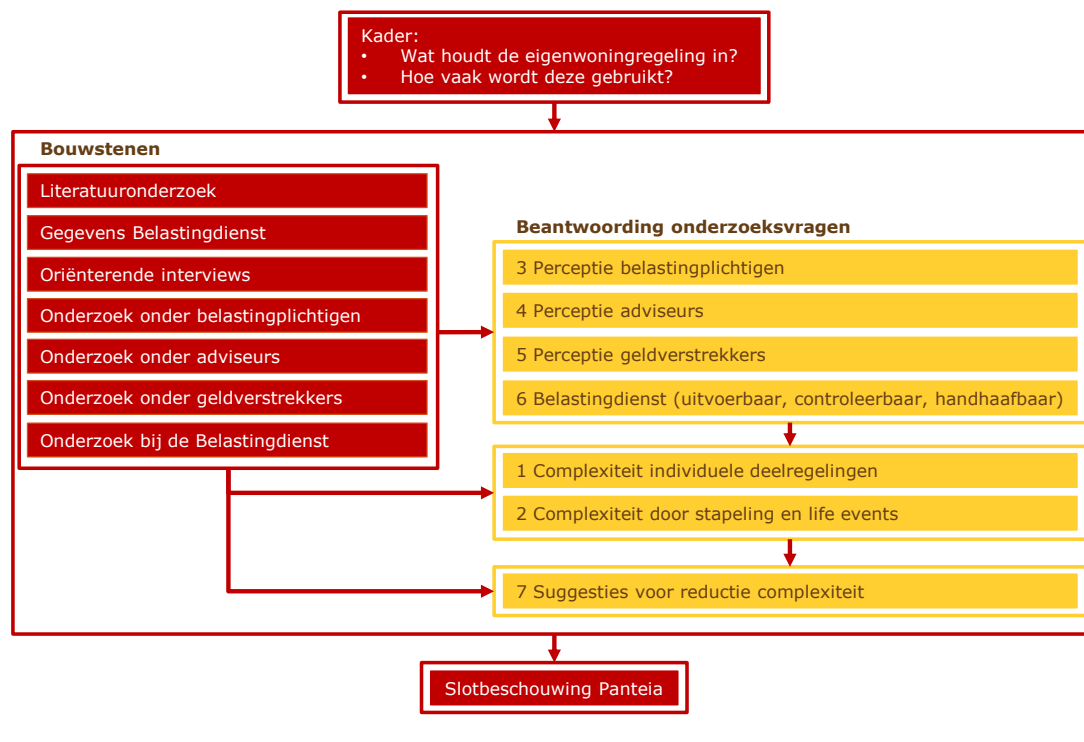 Kader:
• Wat houdt de eigenwoningregeling in?
• Hoe vaak wordt deze gebruikt?
Bouwstenen
Literatuuronderzoek
Gegevens Belastingdienst
Oriënterende interviews
Onderzoek onder belastingplichtigen
Onderzoek onder adviseurs
Onderzoek onder geldverstrekkers
Onderzoek bij de Belastingdienst
Beantwoording onderzoeksvragen
3 Perceptie belastingplichtigen
4 Perceptie adviseurs
5 Perceptie geldverstrekkers
6 Belastingdienst (uitvoerbaar, controleerbaar, handhaafbaar)
1 Complexiteit individuele deelregelingen
2 Complexiteit door stapeling en life events
7 Suggesties voor reductie complexiteit
Slotbeschouwing Panteia